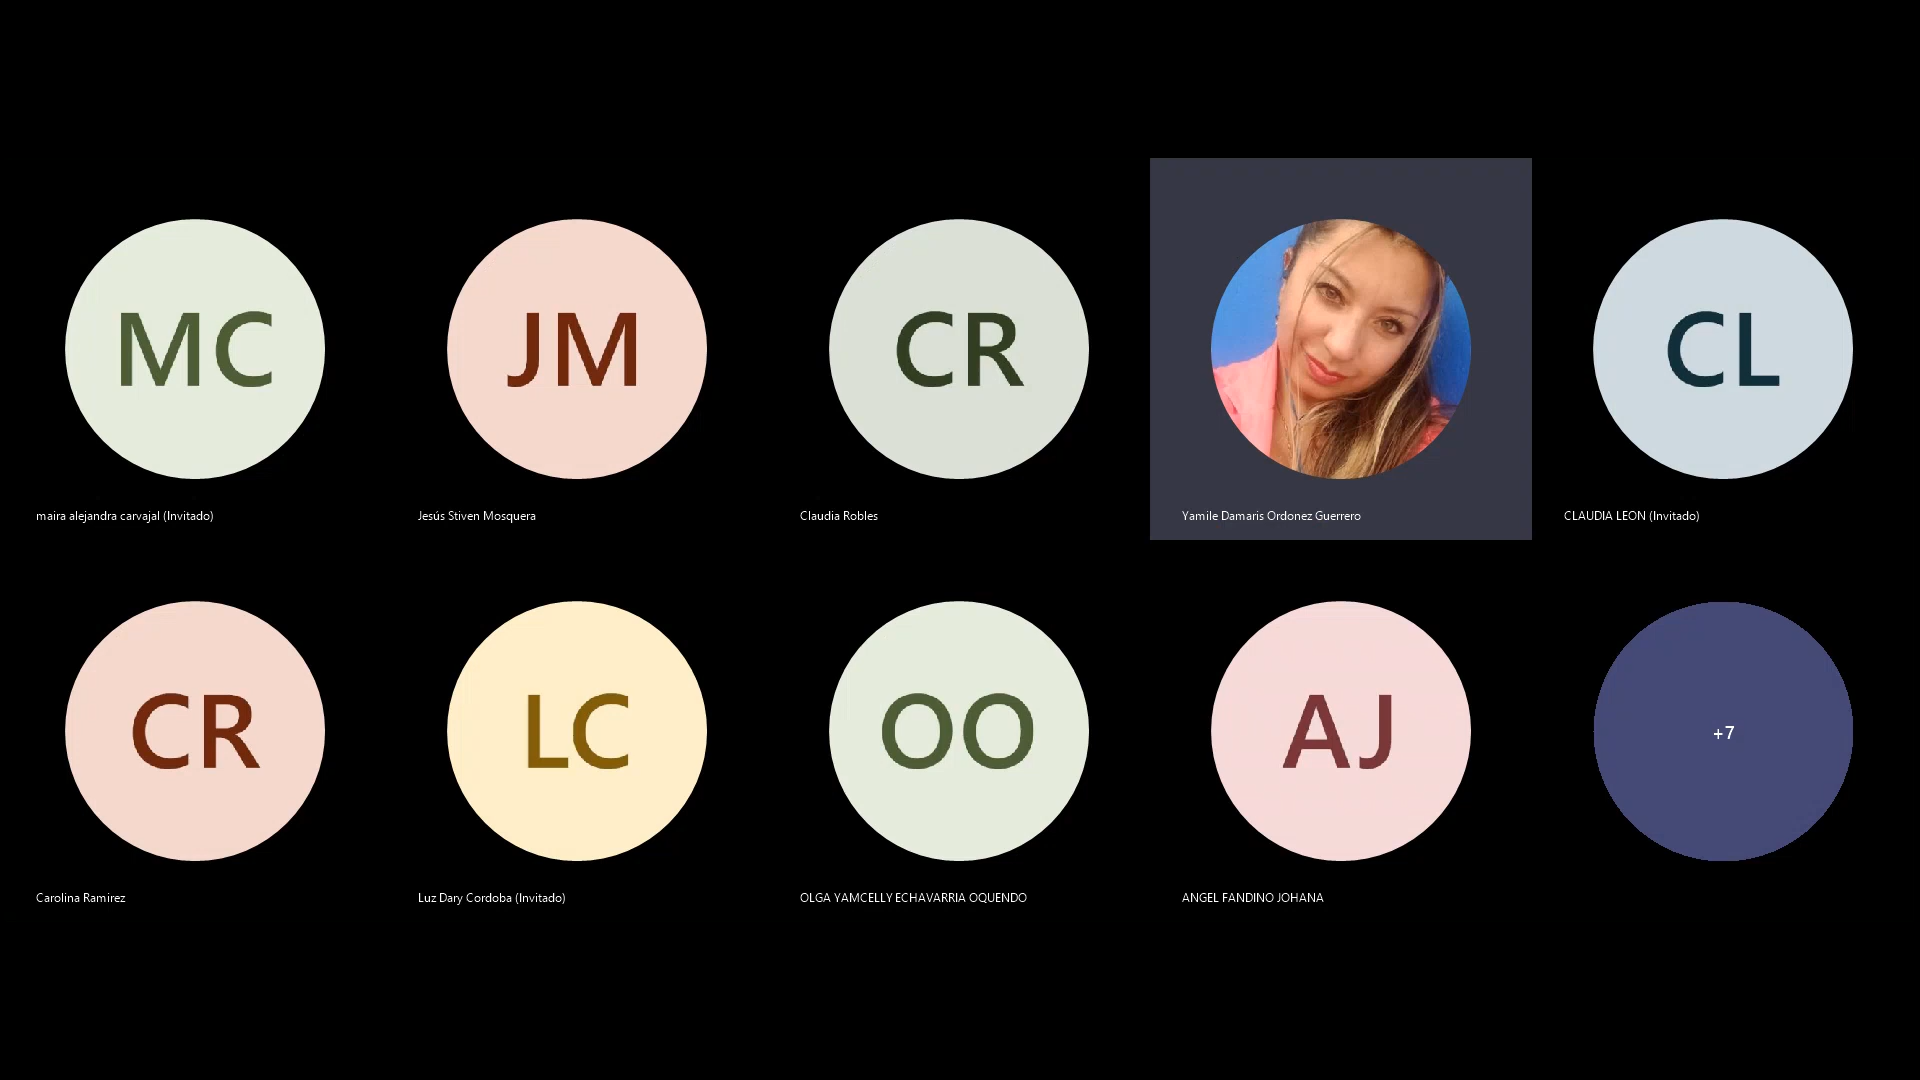 MC
JM
CR
CL
maira alejandra carvajal (Invitado)
Jesús Stiven Mosquera
Claudia Robles
Yamile Damaris Ordonez Guerrero
CLAUDIA LEON (Invitado)
CR
LC
OO
AJ
+7
Carolina Ramirez
Luz Dary Cordoba (Invitado)
OLGA YAMCELLY ECHAVARRIA OQUENDO
ANGEL FANDINO JOHANA